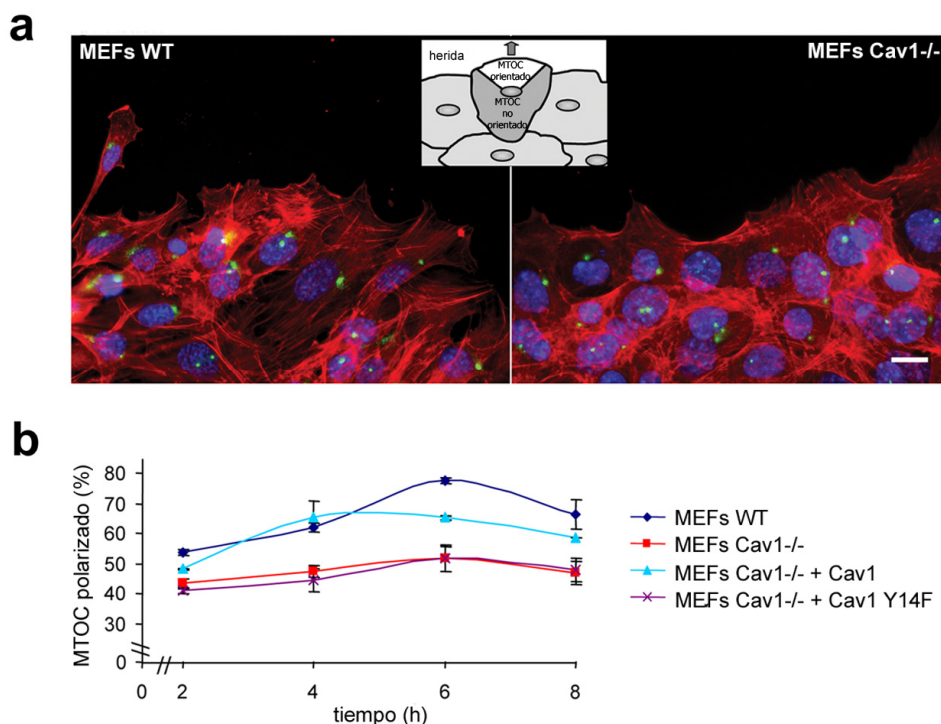 a
MEFs WT
MEFs Cav1-/-
herida
MTOC
orientado
MTOC
no
orientado
b
MTOC polarizado (%)
80
70
60
50
40
30
0
0
2
4
6
8
tiempo (h)
MEFs WT
MEFs Cav1-/-
MEFs Cav1-/- + Cav1
MEFs Cav1-/- + Cav1 Y14F